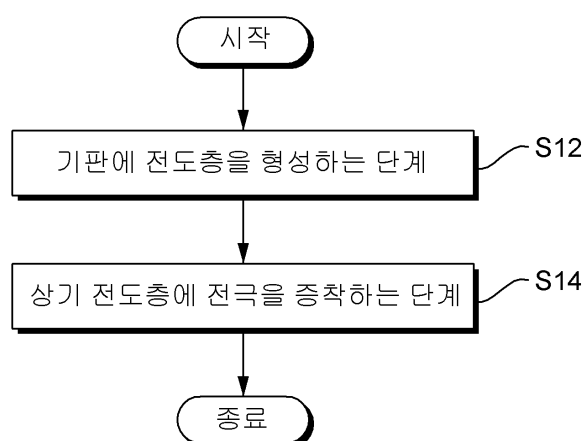 시작
기판에 전도층을 형성하는 단계
S12
상기 전도층에 전극을 증착하는 단계
S14
종료